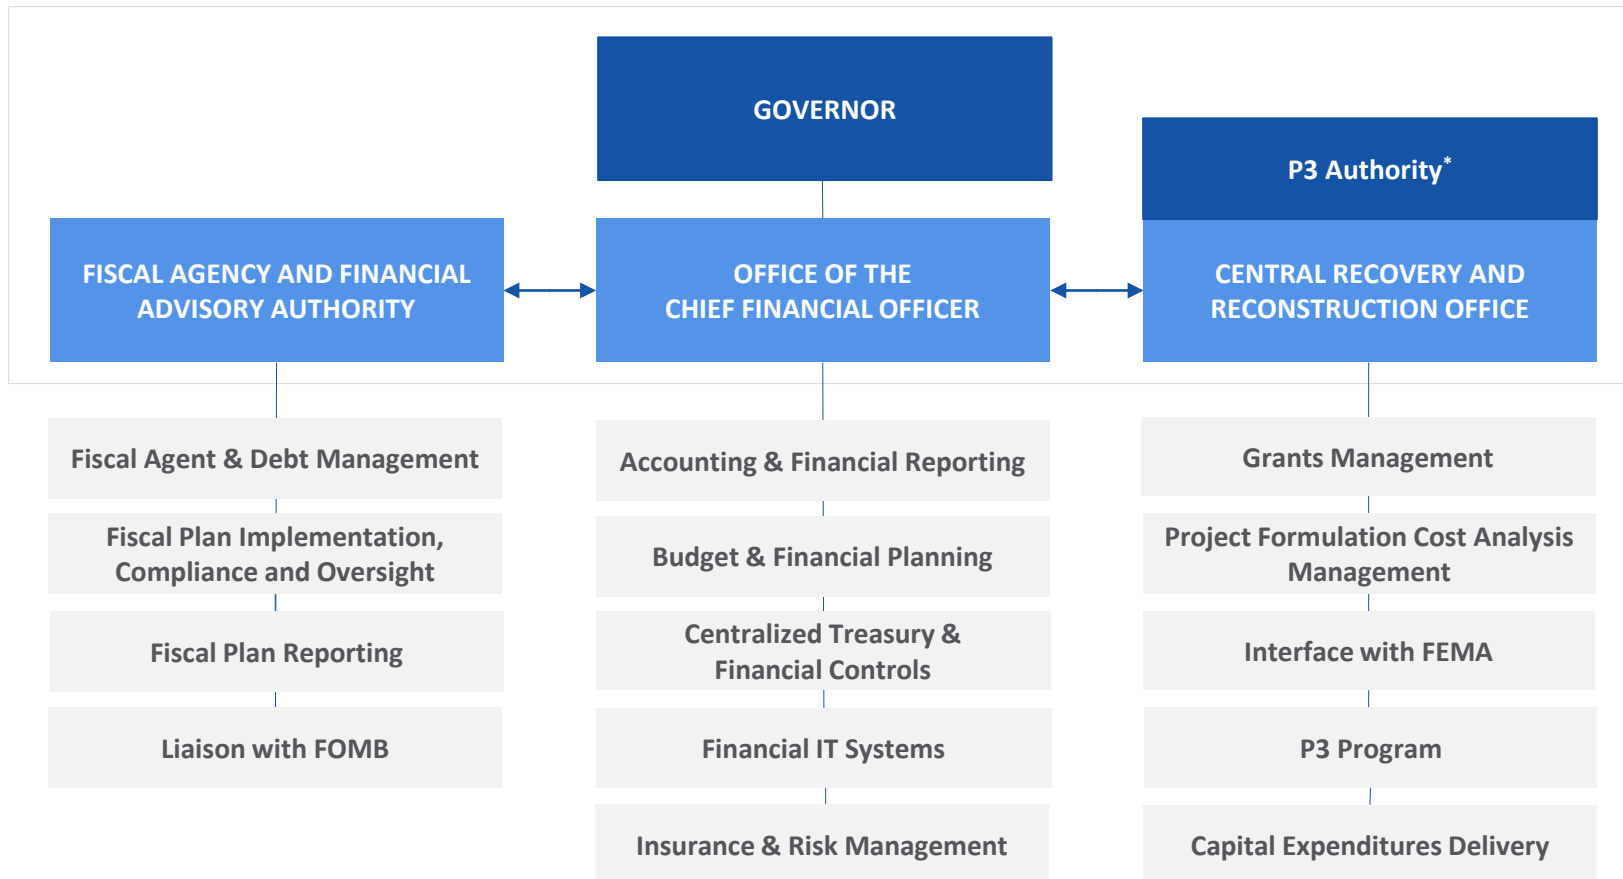 GOVERNOR
P3 Authority*
FISCAL AGENCY AND FINANCIAL
ADVISORY AUTHORITY
OFFICE OF THE
CHIEF FINANCIAL OFFICER
CENTRAL RECOVERY AND
RECONSTRUCTION OFFICE
Fiscal Agent & Debt Management
Fiscal Plan Implementation,
Compliance and Oversight
Fiscal Plan Reporting
Liaison with FOMB
Accounting & Financial Reporting
Budget & Financial Planning
Centralized Treasury &
Financial Controls
Financial IT Systems
Insurance & Risk Management
Grants Management
Project Formulation Cost Analysis
Management
Interface with FEMA
P3 Program
Capital Expenditures Delivery